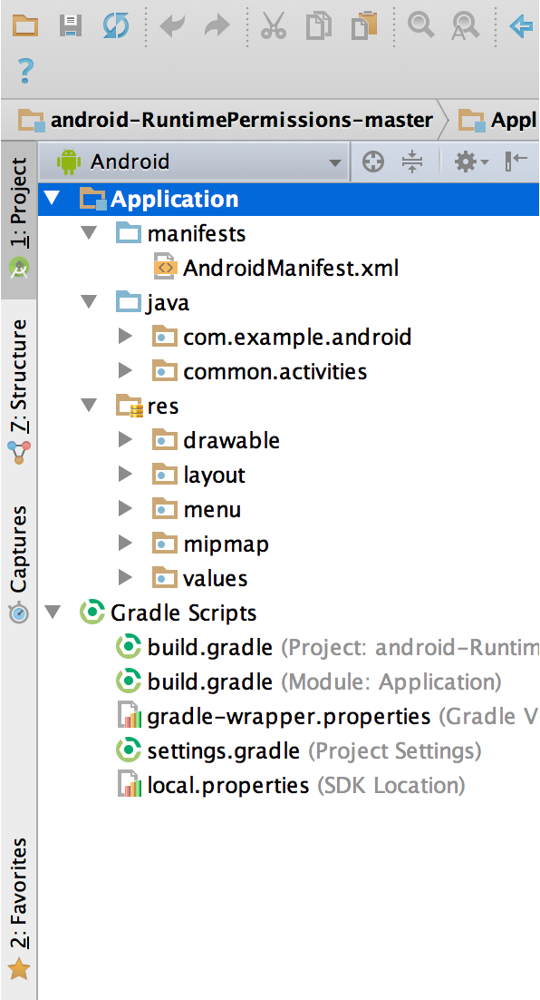 ?
android-RuntimePermissions-master
Appl
Android
1: Project
7: Structure
Captures
2: Favorites
Application
manifests
AndroidManifest.xml
java
com.example.android
common.activities
res
drawable
layout
menu
mipmap
values
Gradle Scripts
build.gradle (Project: android-Runtim
build.gradle (Module: Application)
gradle-wrapper.properties (Gradle V
settings.gradle (Project Settings)
local.properties (SDK Location)